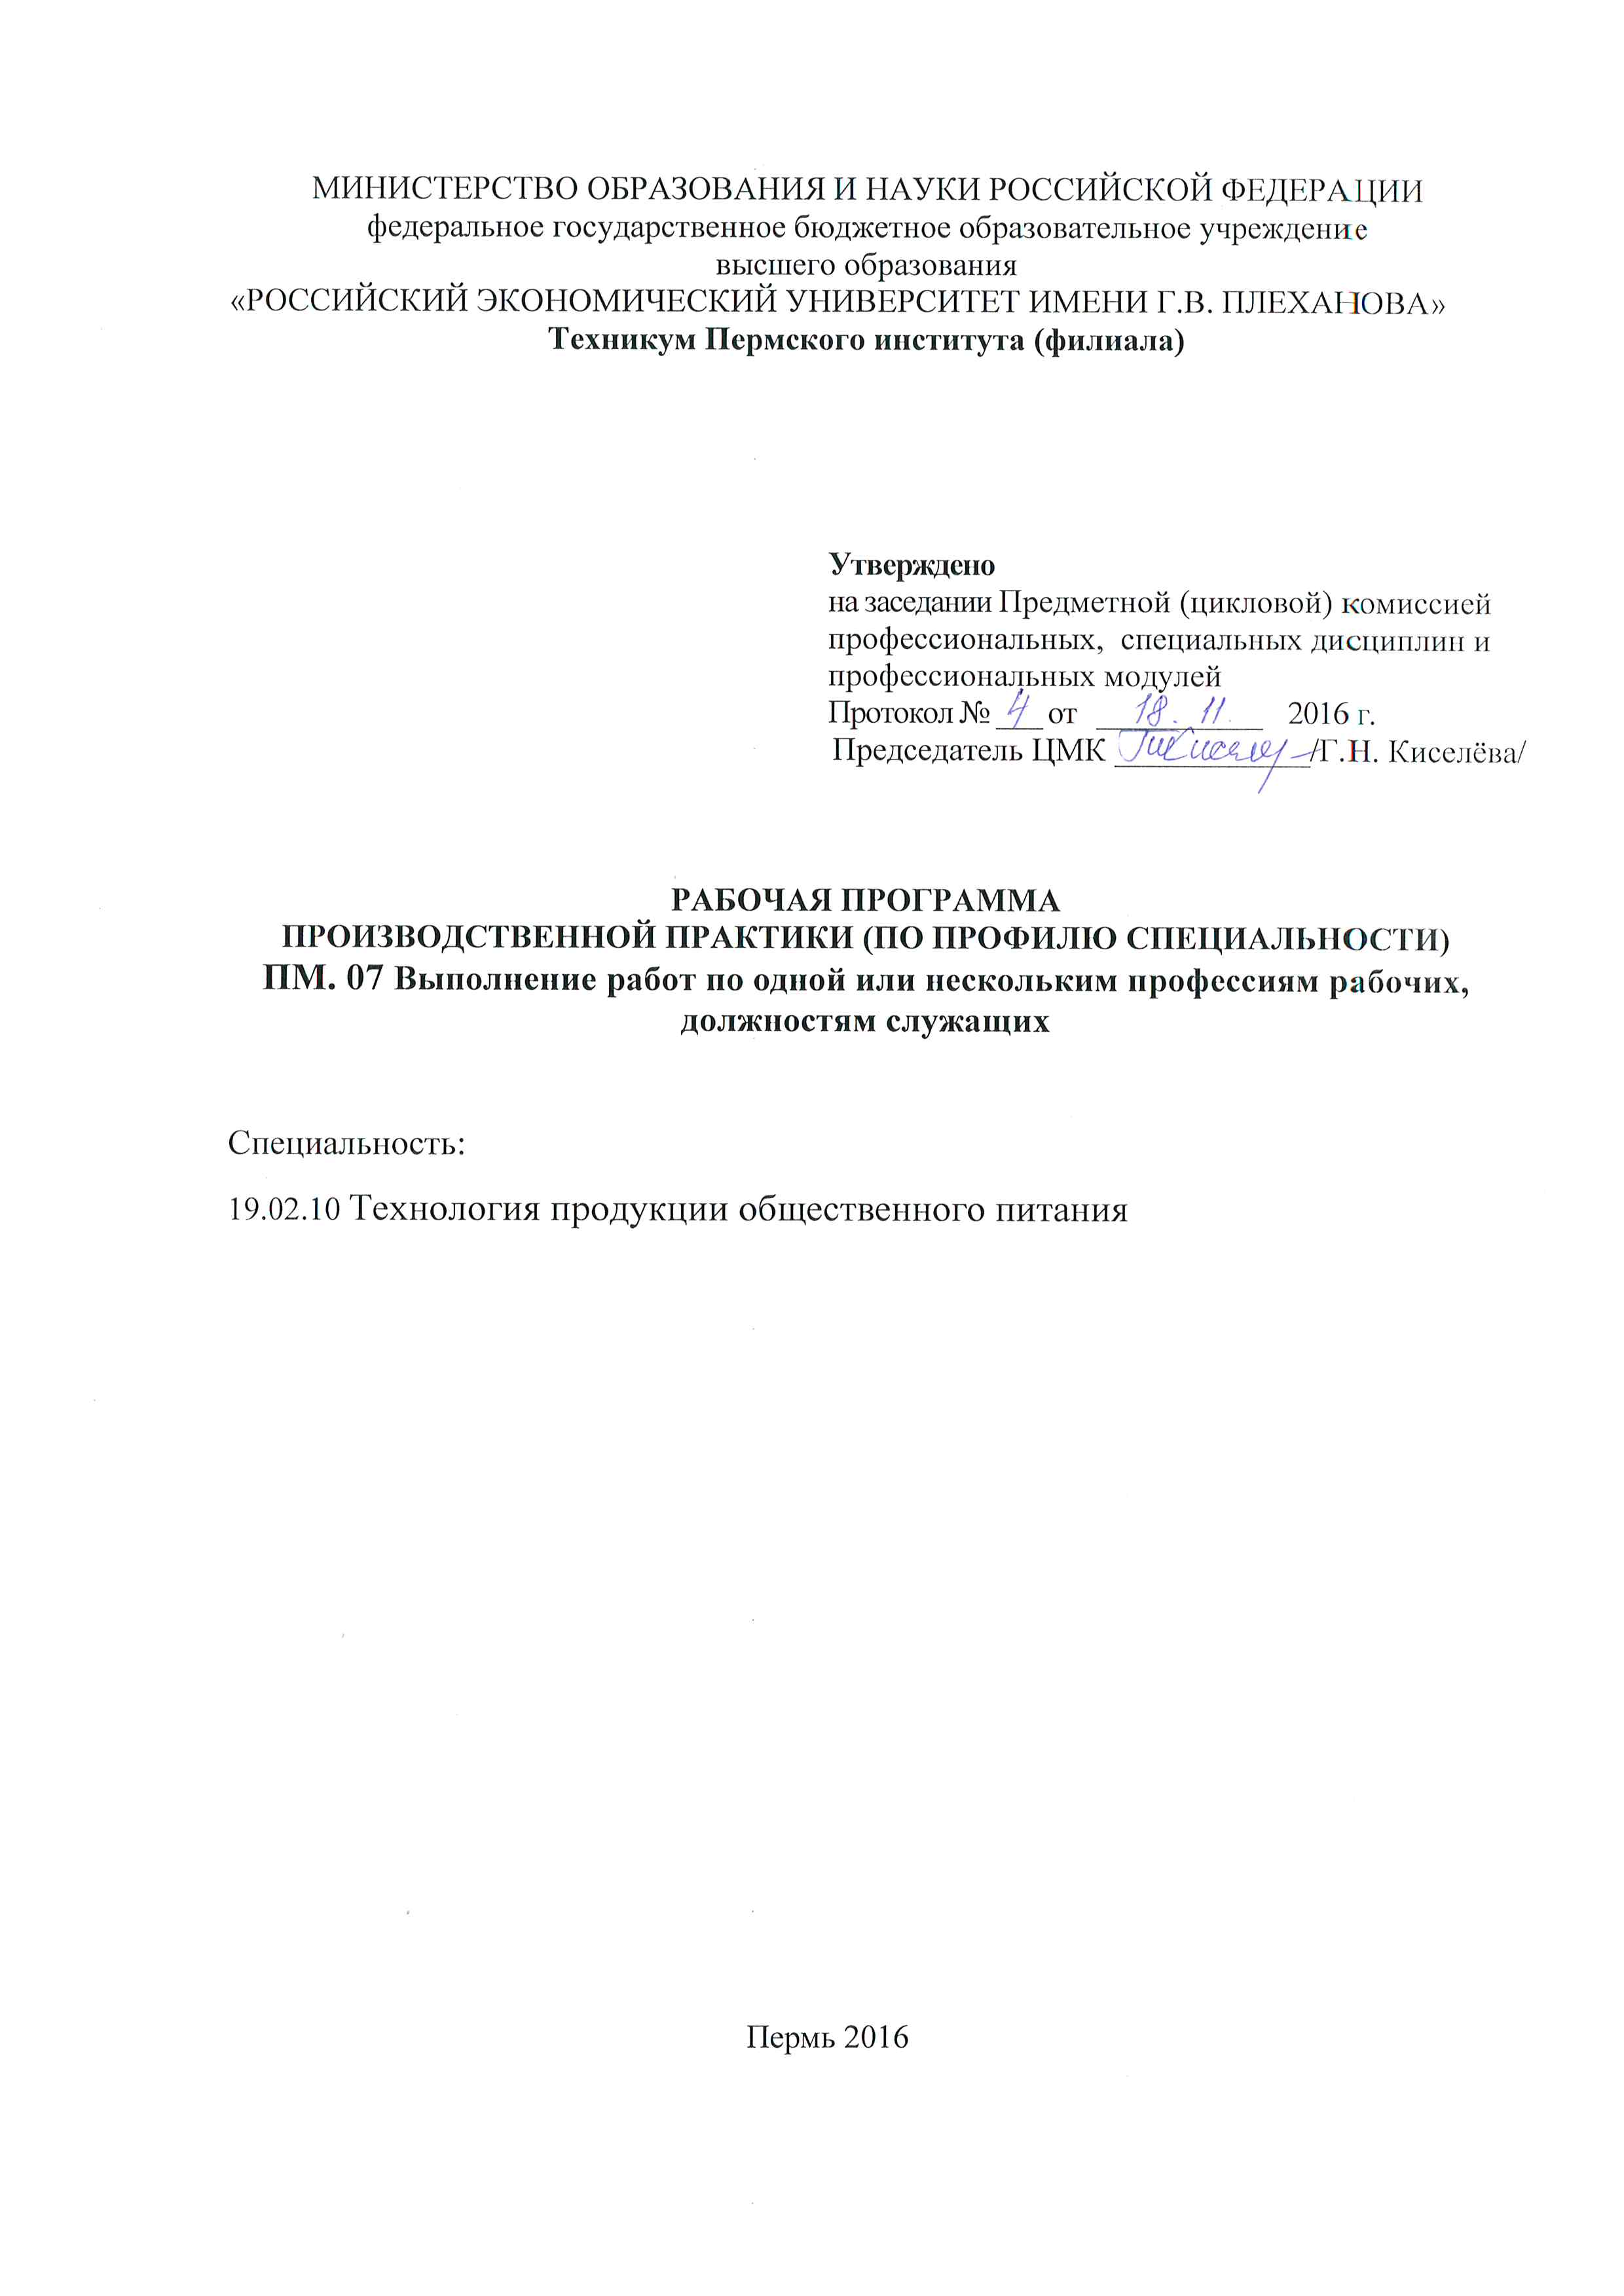 МИНИСТЕРСТВО ОБРАЗОВАНИЯ И НАУКИ РОССИЙСКОЙ ФЕДЕРАЦИИ
федеральное государственное бюджетное образовательное учреждение
высшего образования
«РОССИЙСКИЙ ЭКОНОМИЧЕСКИЙ УНИВЕРСИТЕТ ИМЕНИ Г.В. ПЛЕХАНОВА»
Техникум Пермского института (филиала)
Утверждено
на заседании Предметной (цикловой) комиссией
профессиональных, специальных дисциплин и
профессиональных модулей
Протокол № 4 от 18. 11. 2016 г.
Председатель ЦМК /Г.Н. Киселёва/
РАБОЧАЯ ПРОГРАММА
ПРОИЗВОДСТВЕННОЙ ПРАКТИКИ (ПО ПРОФИЛЮ СПЕЦИАЛЬНОСТИ)
ПМ. 07 Выполнение работ по одной или нескольким профессиям рабочих,
должностям служащих
Специальность:
19.02.10 Технология продукции общественного питания
Пермь 2016